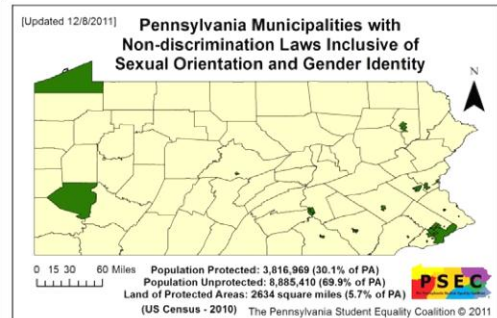 [Updated 12/8/2011]
Pennsylvania Municipalities with
Non-discrimination Laws Inclusive of
Sexual Orientation and Gender Identity
N
0 15 30 60 Miles
Population Protected: 3,816,969 (30.1% of PA)
Population Unprotected: 8,885,410 (69.9% of PA)
Land of Protected Areas: 2634 square miles (5.7% of PA)
(US Census - 2010)
PSEC
The Pennsylvania Student Equality Coalition © 2011